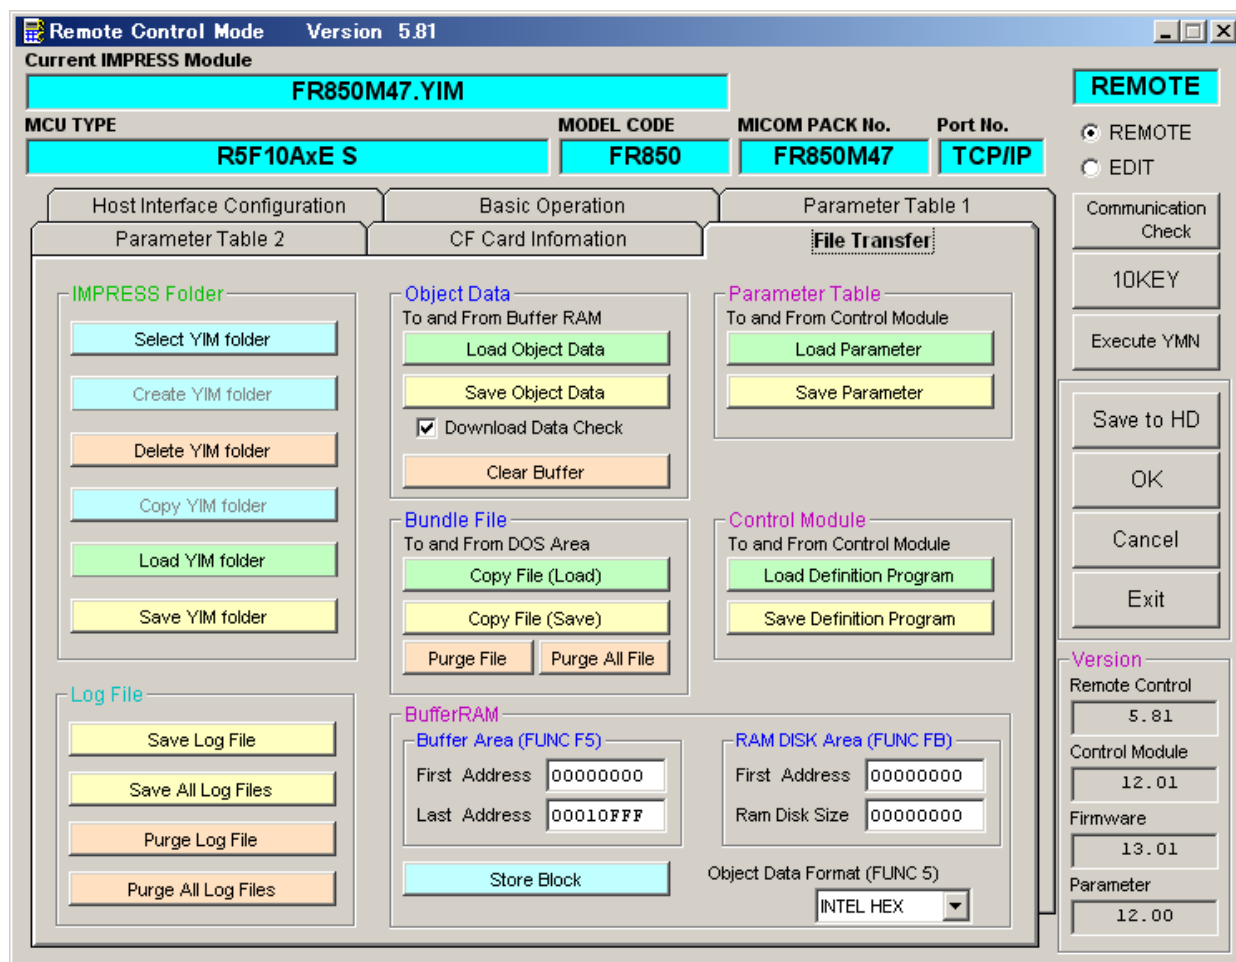 Remote Control Mode Version 5.81
Current IMPRESS Module
FR850M47.YIM
MCU TYPE
MODEL CODE
MICOM PACK No.
Port No.
R5F10AxE S
FR850
FR850M47
TCP/IP
REMOTE
REMOTE
EDIT
Host Interface Configuration
Basic Operation
Parameter Table 1
Parameter Table 2
CF Card Infomation
File Transfer
IMPRESS Folder
Select YIM folder
Create YIM folder
Delete YIM folder
Copy YIM folder
Load YIM folder
Save YIM folder
Log File
Save Log File
Save All Log Files
Purge Log File
Purge All Log Files
Object Data
To and From Buffer RAM
Load Object Data
Save Object Data
Download Data Check
Clear Buffer
Bundle File
To and From DOS Area
Copy File (Load)
Copy File (Save)
Purge File
Purge All File
Parameter Table
To and From Control Module
Load Parameter
Save Parameter
Control Module
To and From Control Module
Load Definition Program
Save Definition Program
BufferRAM
Buffer Area (FUNC F5)
First Address 00000000
Last Address 00010FFF
RAM DISK Area (FUNC FB)
First Address 00000000
Ram Disk Size 00000000
Store Block
Object Data Format (FUNC 5)
INTEL HEX
Communication
Check
10KEY
Execute YMN
Save to HD
OK
Cancel
Exit
Version
Remote Control
5.81
Control Module
12.01
Firmware
13.01
Parameter
12.00